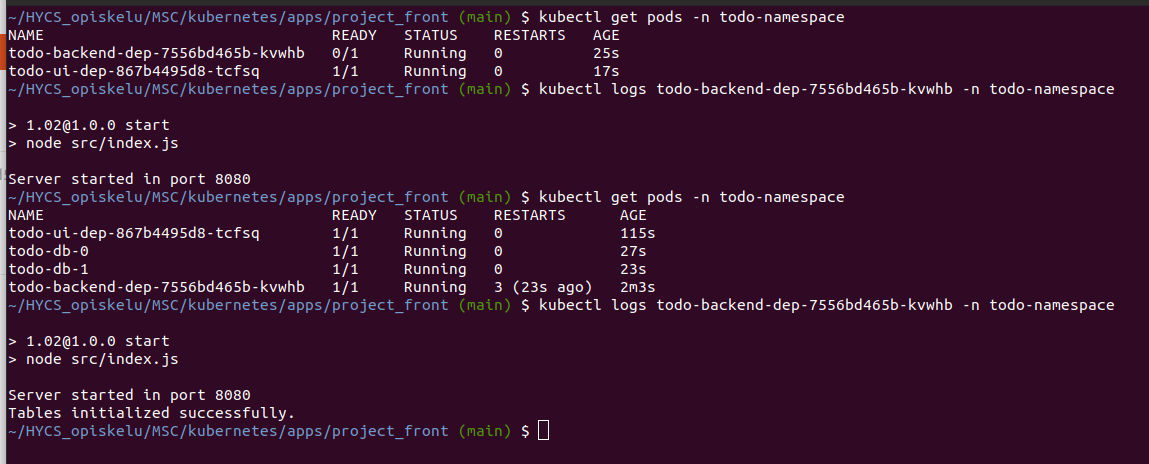 ~/HYCS_opiskelu/MSC/kubernetes/apps/project_front (main) $ kubectl get pods -n todo-namespace
NAME                                READY   STATUS    RESTARTS   AGE
todo-backend-dep-7556bd465b-kvwhb   0/1     Running   0          25s
todo-ui-dep-867b4495d8-tcfsq        1/1     Running   0          17s
~/HYCS_opiskelu/MSC/kubernetes/apps/project_front (main) $ kubectl logs todo-backend-dep-7556bd465b-kvwhb -n todo-namespace
> 1.02@1.0.0 start
> node src/index.js
Server started in port 8080
~/HYCS_opiskelu/MSC/kubernetes/apps/project_front (main) $ kubectl get pods -n todo-namespace
NAME                                READY   STATUS    RESTARTS      AGE
todo-ui-dep-867b4495d8-tcfsq        1/1     Running   0             115s
todo-db-0                           1/1     Running   0             27s
todo-db-1                           1/1     Running   0             23s
todo-backend-dep-7556bd465b-kvwhb   1/1     Running   3 (23s ago)   2m3s
~/HYCS_opiskelu/MSC/kubernetes/apps/project_front (main) $ kubectl logs todo-backend-dep-7556bd465b-kvwhb -n todo-namespace
> 1.02@1.0.0 start
> node src/index.js
Server started in port 8080
Tables initialized successfully.
~/HYCS_opiskelu/MSC/kubernetes/apps/project_front (main) $